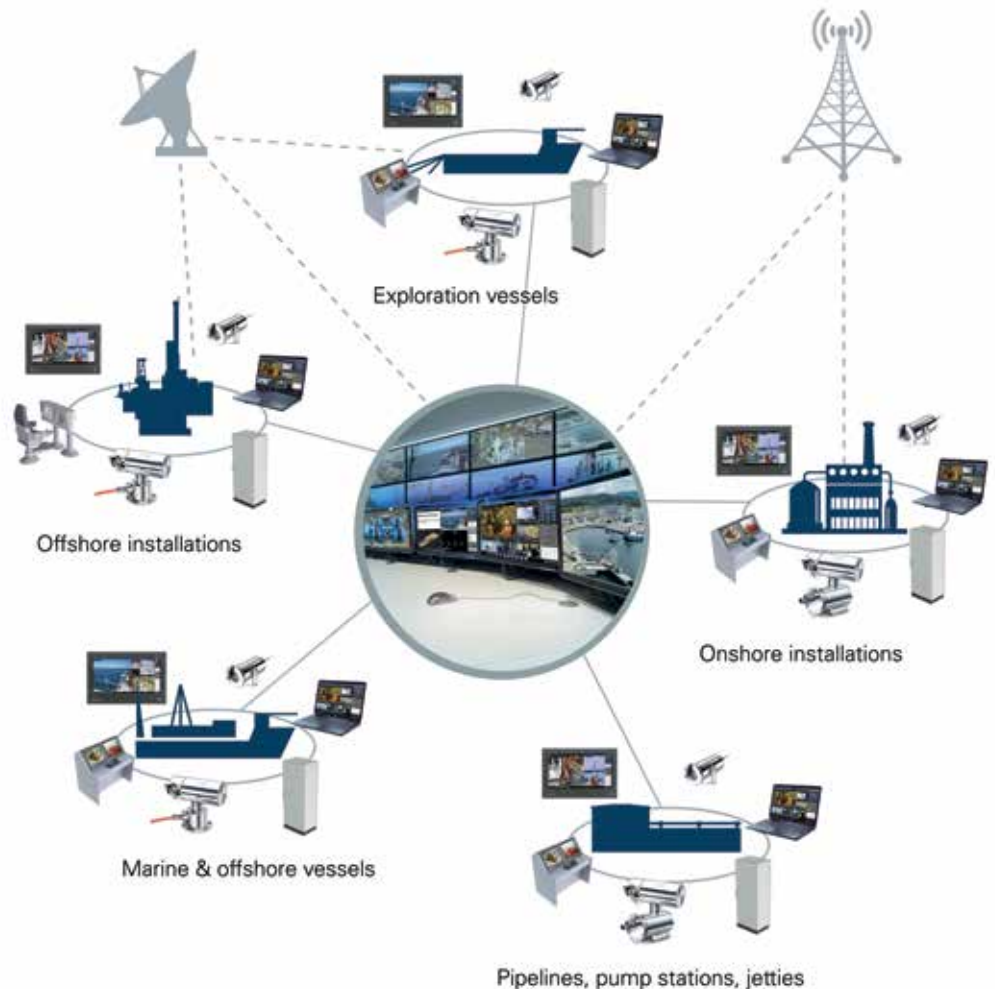 Exploration vessels
Offshore installations
Onshore installations
Marine & offshore vessels
Pipelines, pump stations, jetties